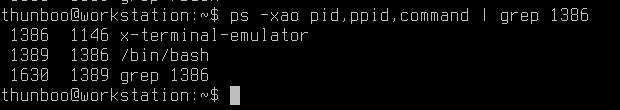 thunboo@workstation:~$ ps -xao pid,ppid,command | grep 1386
1386 1146 x-terminal-emulator
1389 1386 /bin/bash
1630 1389 grep 1386
thunboo@workstation:~$